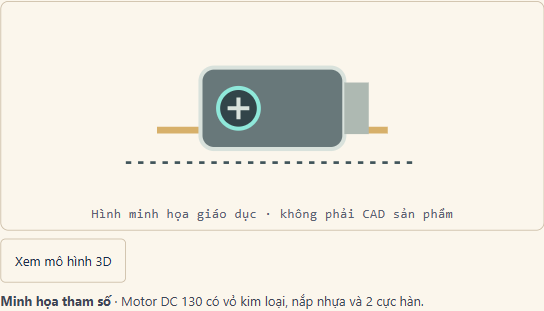 Hình minh họa giáo dục · không phải CAD sản phẩm
Xem mô hình 3D
Minh họa tham số · Motor DC 130 có vỏ kim loại, nắp nhựa và 2 cực hàn.